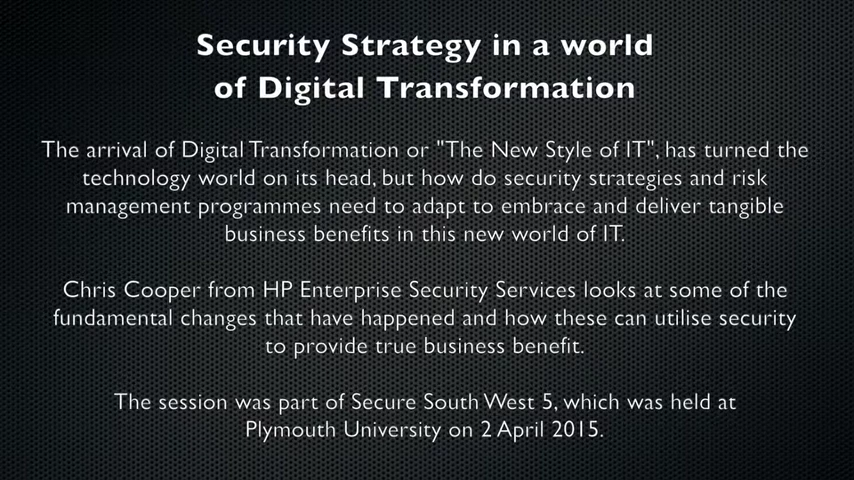 Security Strategy in a world
of Digital Transformation
The arrival of Digital Transformation or "The New Style of IT", has turned the
technology world on its head, but how do security strategies and risk
management programmes need to adapt to embrace and deliver tangible
business benefits in this new world of IT.
Chris Cooper from HP Enterprise Security Services looks at some of the
fundamental changes that have happened and how these can utilise security
to provide true business benefit.
The session was part of Secure South West 5, which was held at
Plymouth University on 2 April 2015.